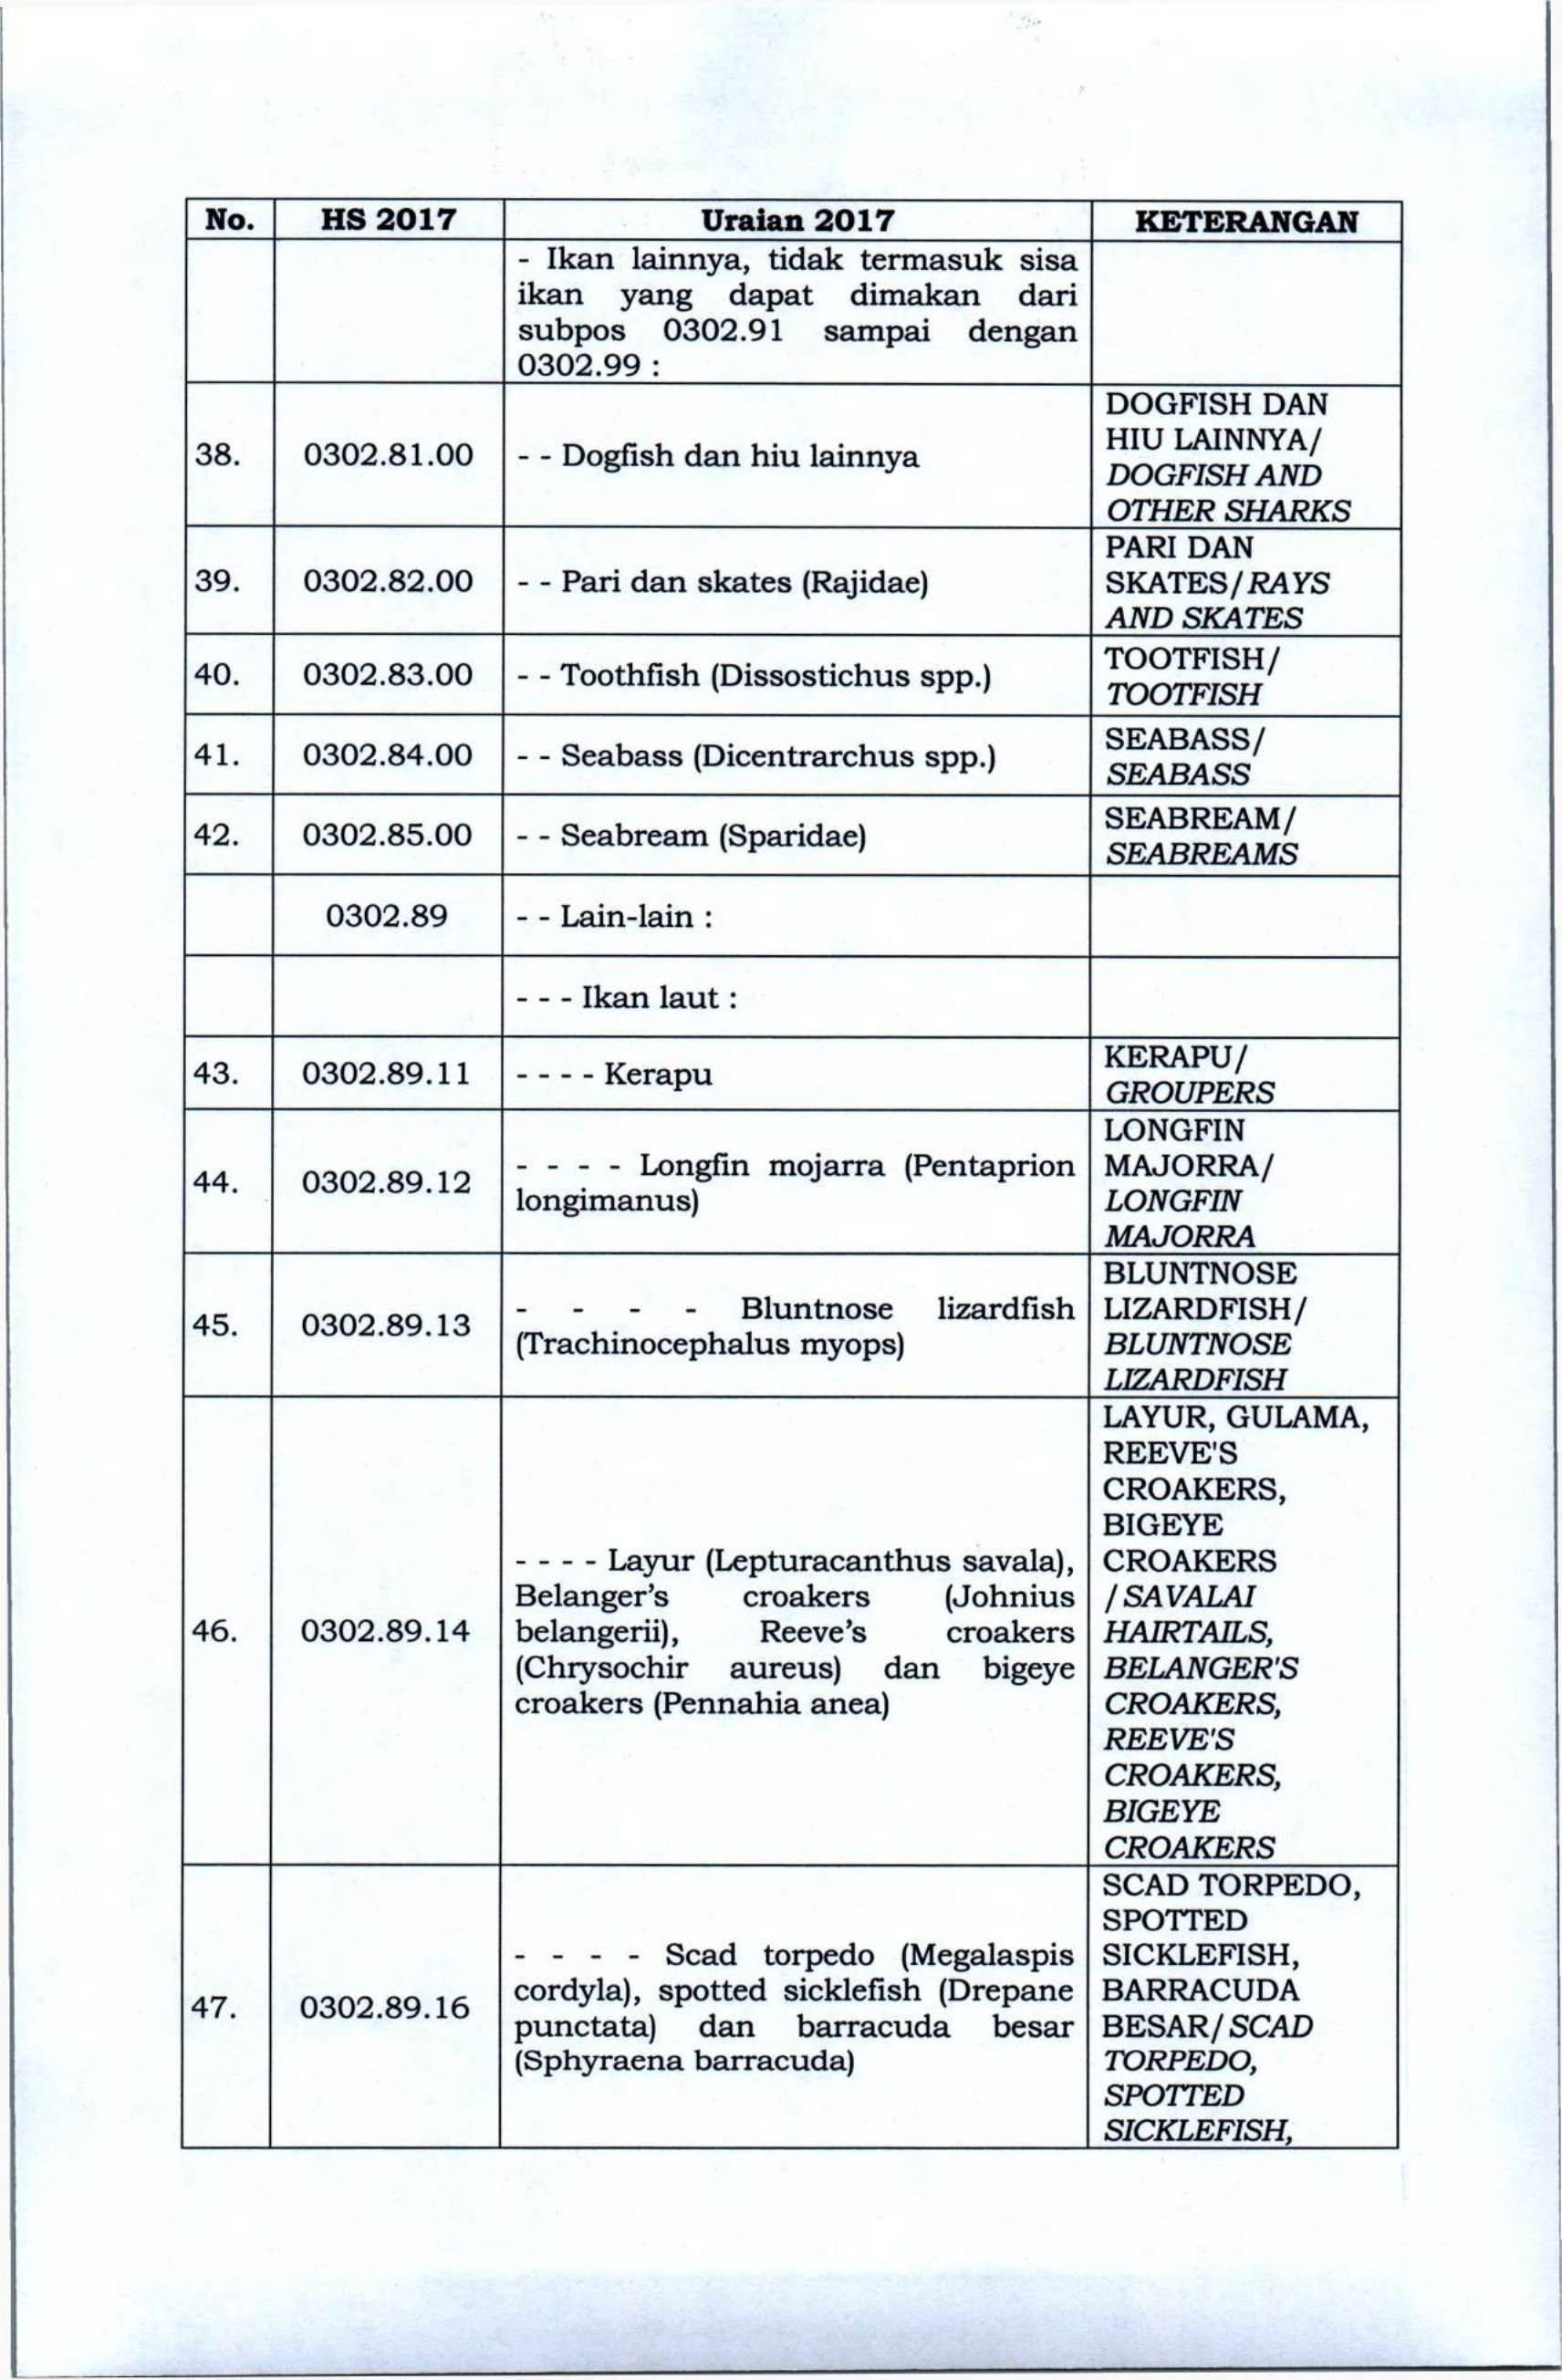 No. HS 2017 Uraian 2017 KETERANGAN
- Ikan lainnya, tidak termasuk sisa
ikan yang dapat dimakan dari
subpos 0302.91 sampai dengan
0302.99 :
38. 0302.81.00 - - Dogfish dan hiu lainnya
DOGFISH DAN
HIU LAINNYA/
DOGFISH AND
OTHER SHARKS
39. 0302.82.00 - - Pari dan skates (Rajidae)
PARI DAN
SKATES/RAYS
AND SKATES
40. 0302.83.00 - - Toothfish (Dissostichus spp.)
TOOTFISH/
TOOTFISH
41. 0302.84.00 - - Seabass (Dicentrarchus spp.)
SEABASS/
SEABASS
42. 0302.85.00 - - Seabream (Sparidae)
SEABREAM/
SEABREAMS
0302.89 - - Lain-lain :
- - - Ikan laut :
43. 0302.89.11 - - - - Kerapu
KERAPU/
GROUPERS
44. 0302.89.12
- - - - Longfin mojarra (Pentaprion
longimanus)
LONGFIN
MAJORRA/
LONGFIN
MAJORRA
45. 0302.89.13
- - - - Bluntnose lizardfish
(Trachinocephalus myops)
BLUNTNOSE
LIZARDFISH/
BLUNTNOSE
LIZARDFISH
46. 0302.89.14
- - - - Layur (Lepturacanthus savala),
Belanger's croakers (Johnius
belangerii), Reeve's croakers
(Chrysochir aureus) dan bigeye
croakers (Pennahia anea)
LAYUR, GULAMA,
REEVE'S
CROAKERS,
BIGEYE
CROAKERS
/SAVALAI
HAIRTAILS,
BELANGER'S
CROAKERS,
REEVE'S
CROAKERS,
BIGEYE
CROAKERS
47. 0302.89.16
- - - - Scad torpedo (Megalaspis
cordyla), spotted sicklefish (Drepane
punctata) dan barracuda besar
(Sphyraena barracuda)
SCAD TORPEDO,
SPOTTED
SICKLEFISH,
BARRACUDA
BESAR/SCAD
TORPEDO,
SPOTTED
SICKLEFISH,